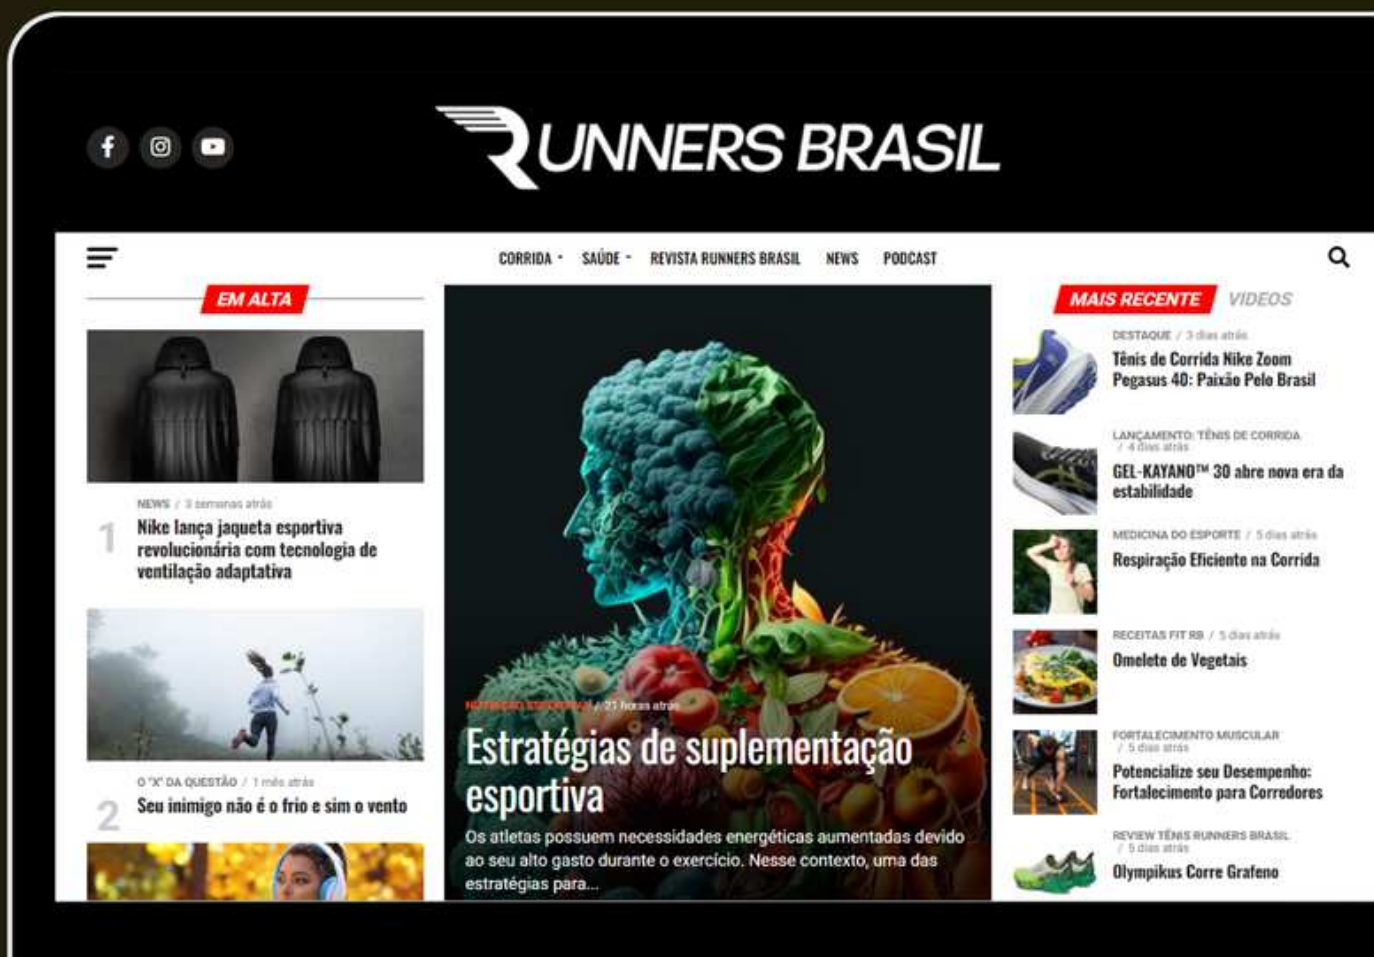 RUNNERS BRASIL
CORRIDA
SAÚDE
REVISTA RUNNERS BRASIL
NEWS
PODCAST
EM ALTA
NEWS / 3 semanas atrás
1
Nike lança jaqueta esportiva
revolucionária com tecnologia de
ventilação adaptativa
O "X" DA QUESTÃO / 1 mês atrás
2
Seu inimigo não é o frio e sim o vento
NUTRIÇÃO ESPORTIVA / 21 horas atrás
Estratégias de suplementação
esportiva
Os atletas possuem necessidades energéticas aumentadas devido
ao seu alto gasto durante o exercício. Nesse contexto, uma das
estratégias para...
MAIS RECENTE
VIDEOS
DESTAQUE / 3 dias atrás
Tênis de Corrida Nike Zoom
Pegasus 40: Paixão Pelo Brasil
LANÇAMENTO: TÊNIS DE CORRIDA
/ 4 dias atrás
GEL-KAYANO™ 30 abre nova era da
estabilidade
MEDICINA DO ESPORTE / 5 dias atrás
Respiração Eficiente na Corrida
RECEITAS FIT RB / 5 dias atrás
Omelete de Vegetais
FORTALECIMENTO MUSCULAR
/ 5 dias atrás
Potencialize seu Desempenho:
Fortalecimento para Corredores
REVIEW TÊNIS RUNNERS BRASIL
/ 5 dias atrás
Olympikus Corre Grafeno